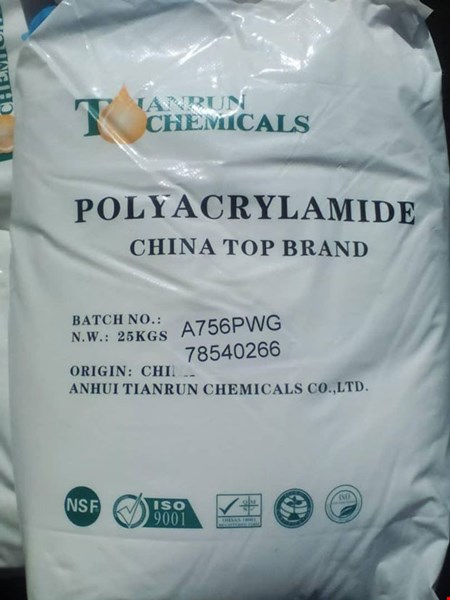 TIANRUN
CHEMICALS
POLYACRYLAMIDE
CHINA TOP BRAND
BATCH NO.: A756PWG
N.W.: 25KGS 78540266
ORIGIN:
ANHUI TIANRUN CHEMICALS CO.,LTD.
NSF
ISO
9001
ISO